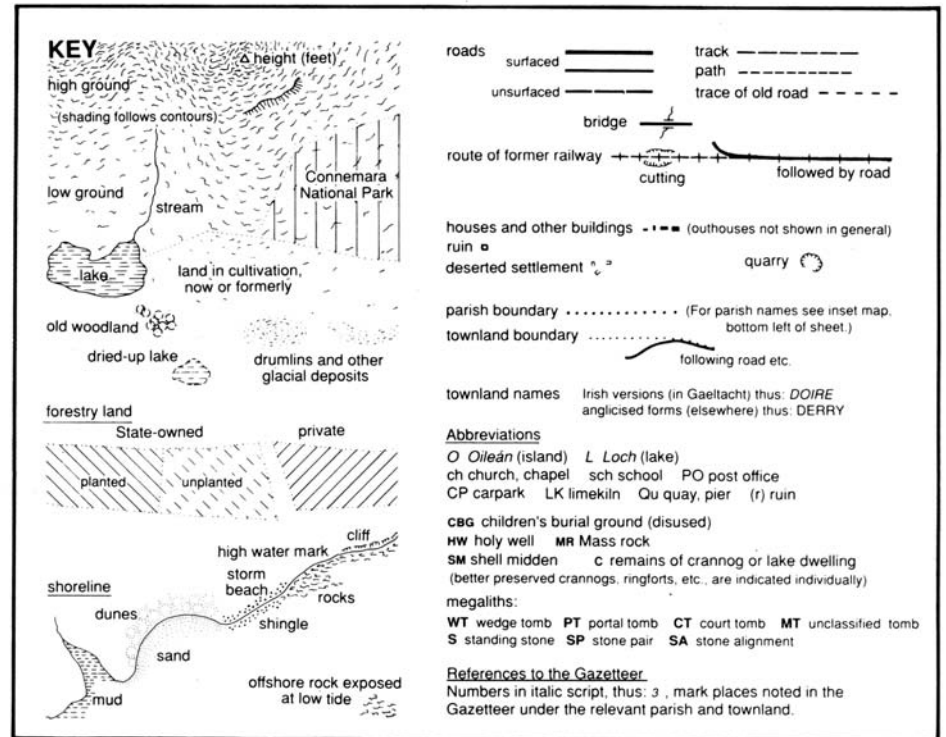 KEY
Δ height (feet)
high ground
(shading follows contours)
low ground
stream
Connemara
National Park
lake
land in cultivation,
now or formerly
old woodland
dried-up lake
drumlins and other
glacial deposits
forestry land
State-owned private
planted unplanted
cliff
high water mark
storm
beach
rocks
shoreline
shingle
dunes
sand
mud
offshore rock exposed
at low tide
roads
surfaced
unsurfaced
track
path
trace of old road
bridge
route of former railway
cutting
followed by road
houses and other buildings (outhouses not shown in general)
ruin
deserted settlement
quarry
parish boundary (For parish names see inset map,
bottom left of sheet.)
townland boundary
following road etc.
townland names Irish versions (in Gaeltacht) thus: DOIRE
anglicised forms (elsewhere) thus: DERRY
Abbreviations
O Oileán (island) L Loch (lake)
ch church, chapel sch school PO post office
CP carpark LK limekiln Qu quay, pier (r) ruin
CBG children's burial ground (disused)
HW holy well MR Mass rock
SM shell midden C remains of crannog or lake dwelling
(better preserved crannogs, ringforts, etc., are indicated individually)
megaliths:
WT wedge tomb PT portal tomb CT court tomb MT unclassified tomb
S standing stone SP stone pair SA stone alignment
References to the Gazetteer
Numbers in italic script, thus: 3 , mark places noted in the
Gazetteer under the relevant parish and townland.